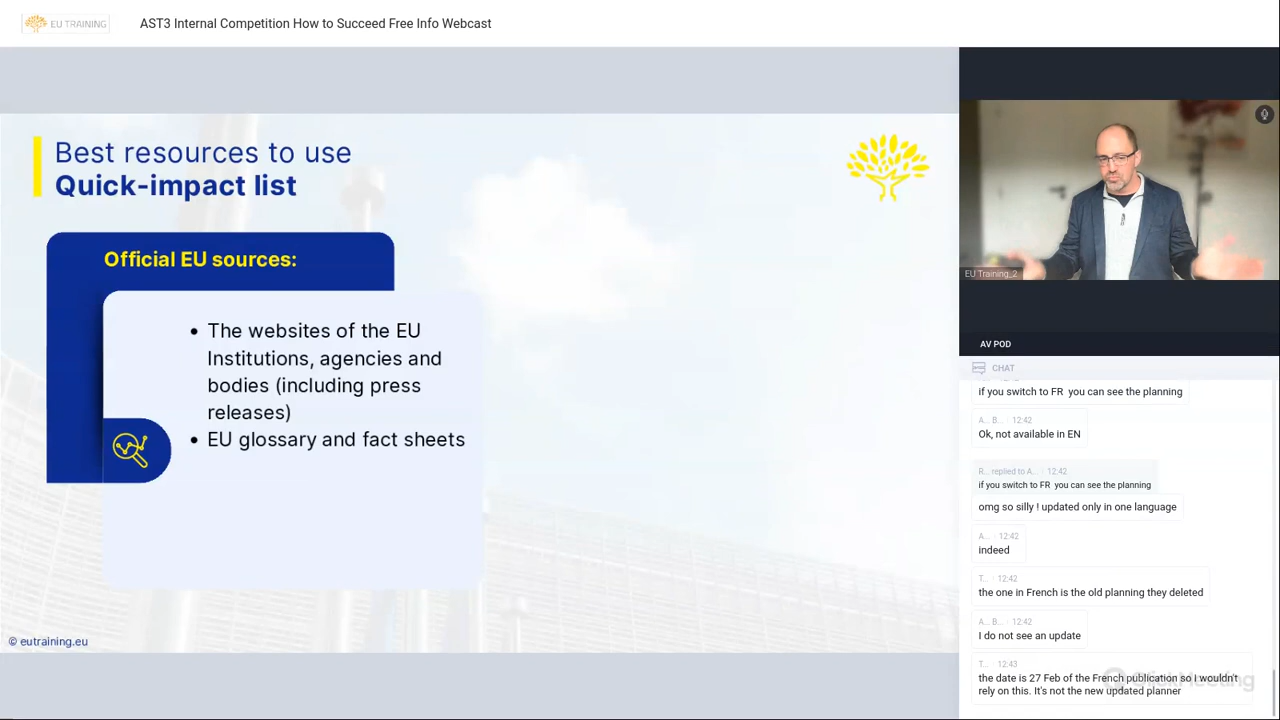 EU TRAINING
AST3 Internal Competition How to Succeed Free Info Webcast
Best resources to use
Quick-impact list
Official EU sources:
• The websites of the EU
Institutions, agencies and
bodies (including press
releases)
• EU glossary and fact sheets
© eutraining.eu
EU Training_2
AV POD
CHAT
if you switch to FR you can see the planning
A... B... 12:42
Ok, not available in EN
R... replied to A... 12:42
if you switch to FR you can see the planning
omg so silly ! updated only in one language
A... 12:42
indeed
T... 12:42
the one in French is the old planning they deleted
A... B... 12:42
I do not see an update
T... 12:43
the date is 27 Feb of the French publication so I wouldn't
rely on this. It's not the new updated planner
ClickMeeting